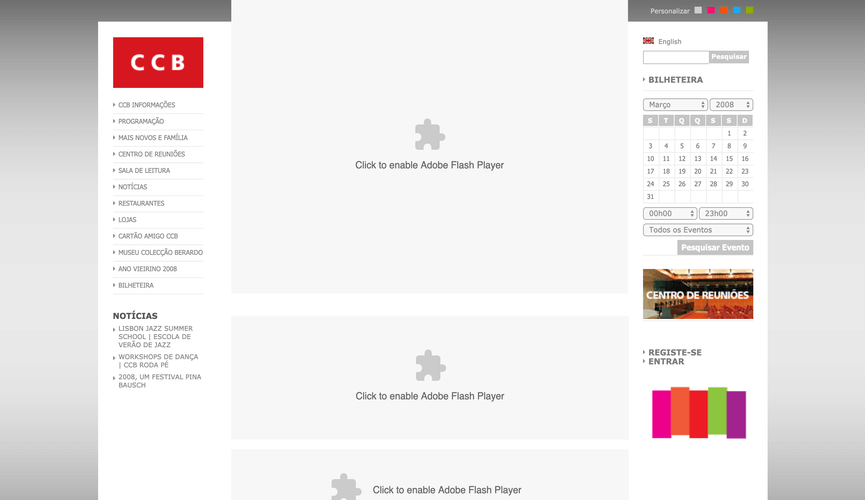 Personalizar
CCB
CCB INFORMAÇÕES
PROGRAMAÇÃO
MAIS NOVOS E FAMÍLIA
CENTRO DE REUNIÕES
SALA DE LEITURA
NOTÍCIAS
RESTAURANTES
LOJAS
CARTÃO AMIGO CCB
MUSEU COLECÇÃO BERARDO
ANO VIEIRINO 2008
BILHETEIRA
NOTÍCIAS
LISBON JAZZ SUMMER
SCHOOL | ESCOLA DE
VERÃO DE JAZZ
WORKSHOPS DE DANÇA
| CCB RODA PÉ
2008, UM FESTIVAL PINA
BAUSCH
Click to enable Adobe Flash Player
Click to enable Adobe Flash Player
Click to enable Adobe Flash Player
English
Pesquisar
BILHETEIRA
Março 2008
S T Q Q S S D
1 2
3 4 5 6 7 8 9
10 11 12 13 14 15 16
17 18 19 20 21 22 23
24 25 26 27 28 29 30
31
00h00 23h00
Todos os Eventos
Pesquisar Evento
CENTRO DE REUNIÕES
REGISTE-SE
ENTRAR